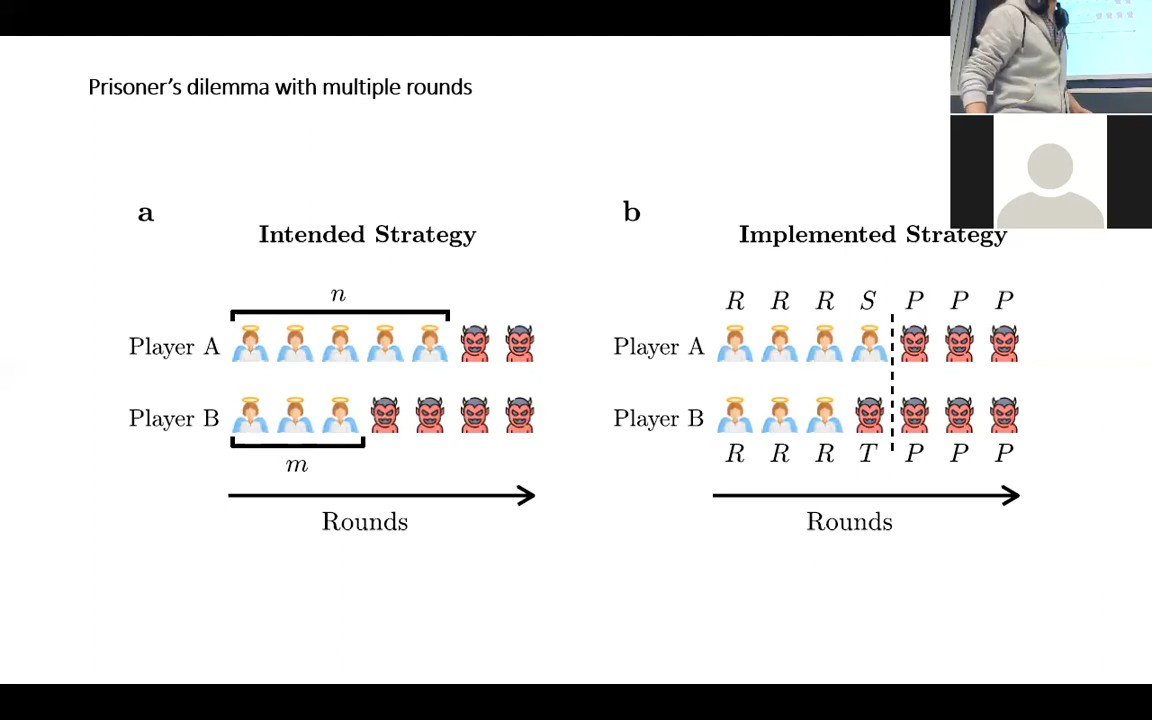 Prisoner's dilemma with multiple rounds
a
Intended Strategy
n
Player A
Player B
m
Rounds
b
Implemented Strategy
R R R S P P P
Player A
Player B
R R R T P P P
Rounds